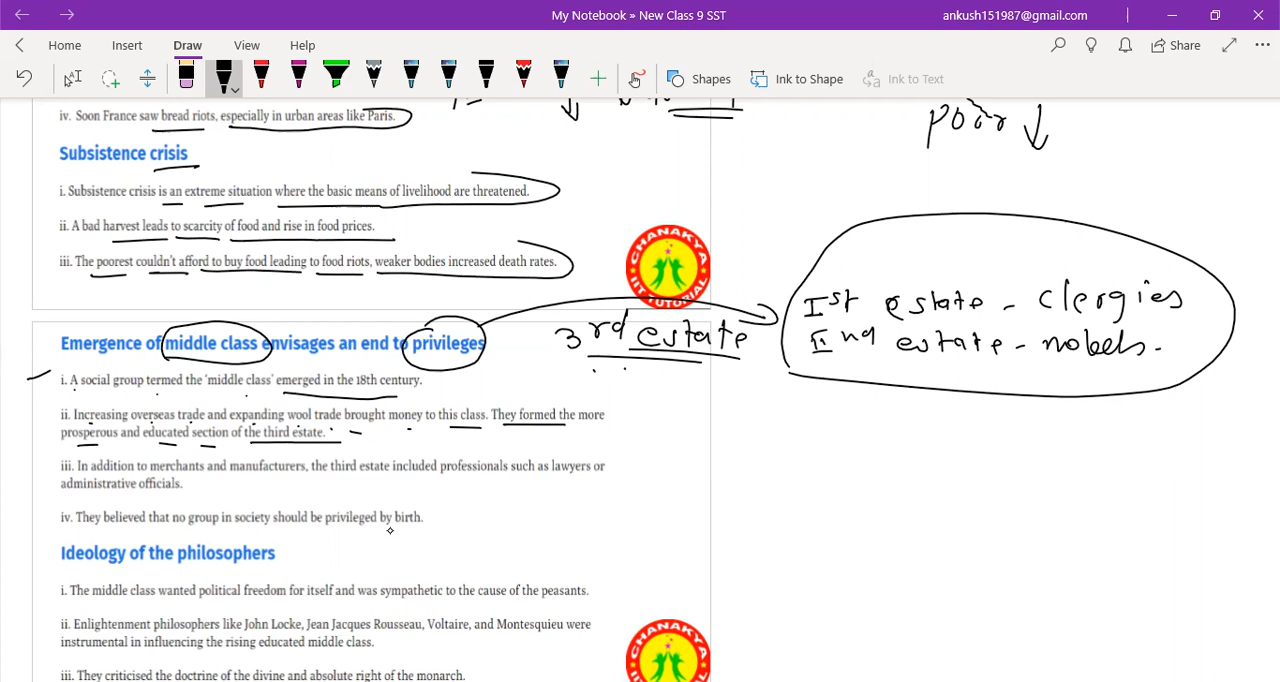 My Notebook » New Class 9 SST
ankush151987@gmail.com
Home Insert Draw View Help
Share
Shapes
Ink to Shape
Ink to Text
iv. Soon France saw bread riots, especially in urban areas like Paris.
poor
Subsistence crisis
i. Subsistence crisis is an extreme situation where the basic means of livelihood are threatened.
ii. A bad harvest leads to scarcity of food and rise in food prices.
iii. The poorest couldn't afford to buy food leading to food riots, weaker bodies increased death rates.
CHANAKYA
IIT TUTORIAL
Ist estate - clergies
IInd estate - nobels.
3rd estate
Emergence of middle class envisages an end to privileges
i. A social group termed the 'middle class' emerged in the 18th century.
ii. Increasing overseas trade and expanding wool trade brought money to this class. They formed the more
prosperous and educated section of the third estate.
iii. In addition to merchants and manufacturers, the third estate included professionals such as lawyers or
administrative officials.
iv. They believed that no group in society should be privileged by birth.
Ideology of the philosophers
i. The middle class wanted political freedom for itself and was sympathetic to the cause of the peasants.
ii. Enlightenment philosophers like John Locke, Jean Jacques Rousseau, Voltaire, and Montesquieu were
instrumental in influencing the rising educated middle class.
CHANAKYA
iii. They criticised the doctrine of the divine and absolute right of the monarch.